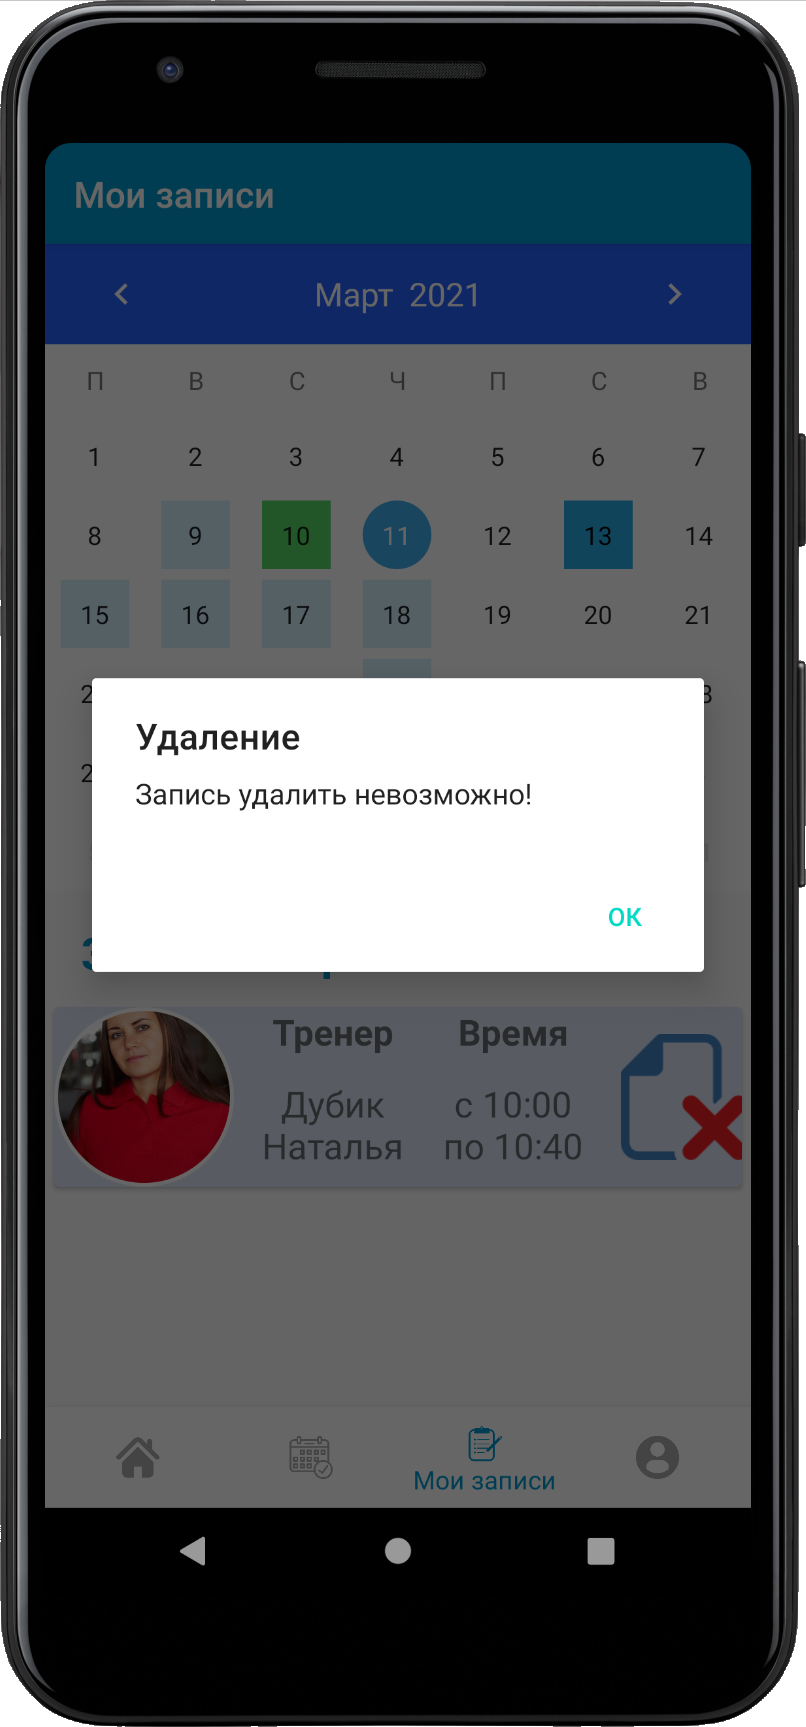 Мои записи
Март 2021
П В С Ч П С В
1 2 3 4 5 6 7
8 9 10 11 12 13 14
15 16 17 18 19 20 21
Удаление
Запись удалить невозможно!
ОК
Тренер Время
Дубик с 10:00
Наталья по 10:40
Мои записи